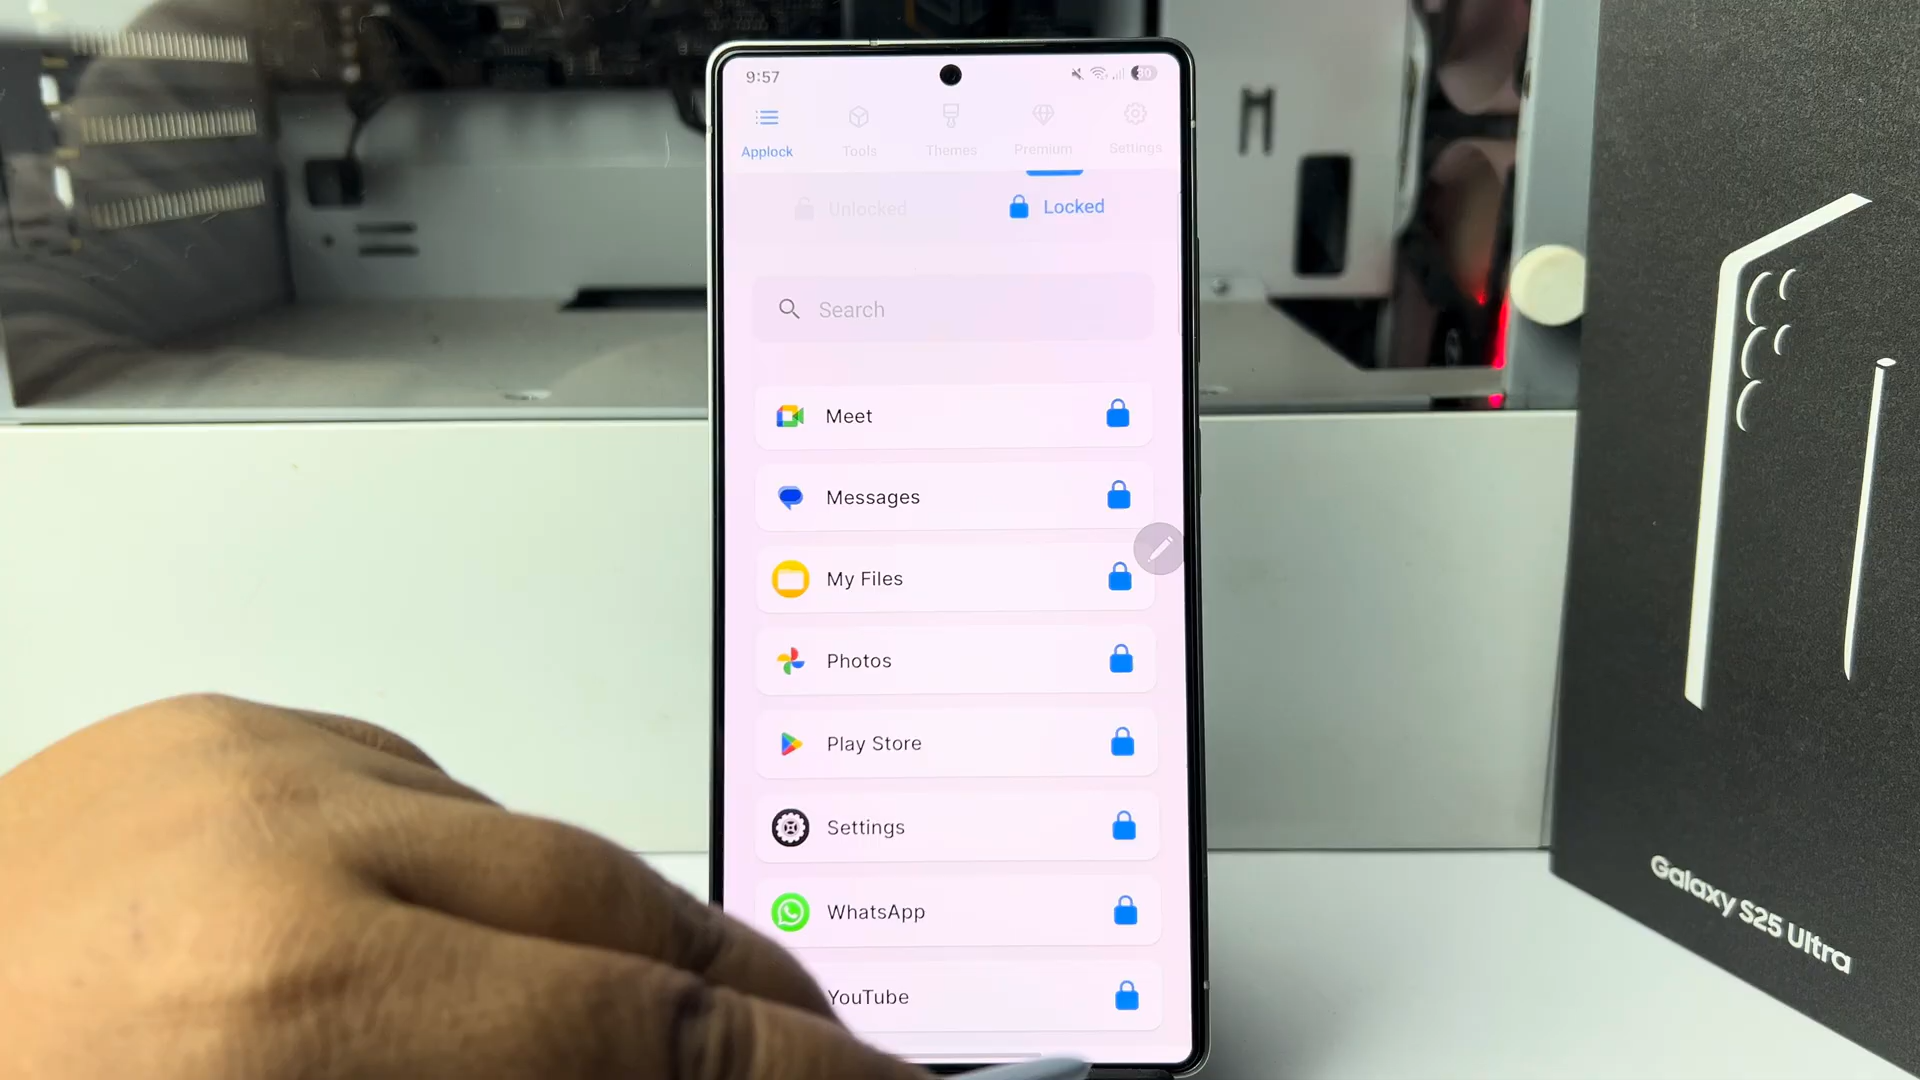 9:57
30
Applock
Tools
Themes
Premium
Settings
Unlocked
Locked
Search
Meet
Messages
My Files
Photos
Play Store
Settings
WhatsApp
YouTube
Galaxy S25 Ultra